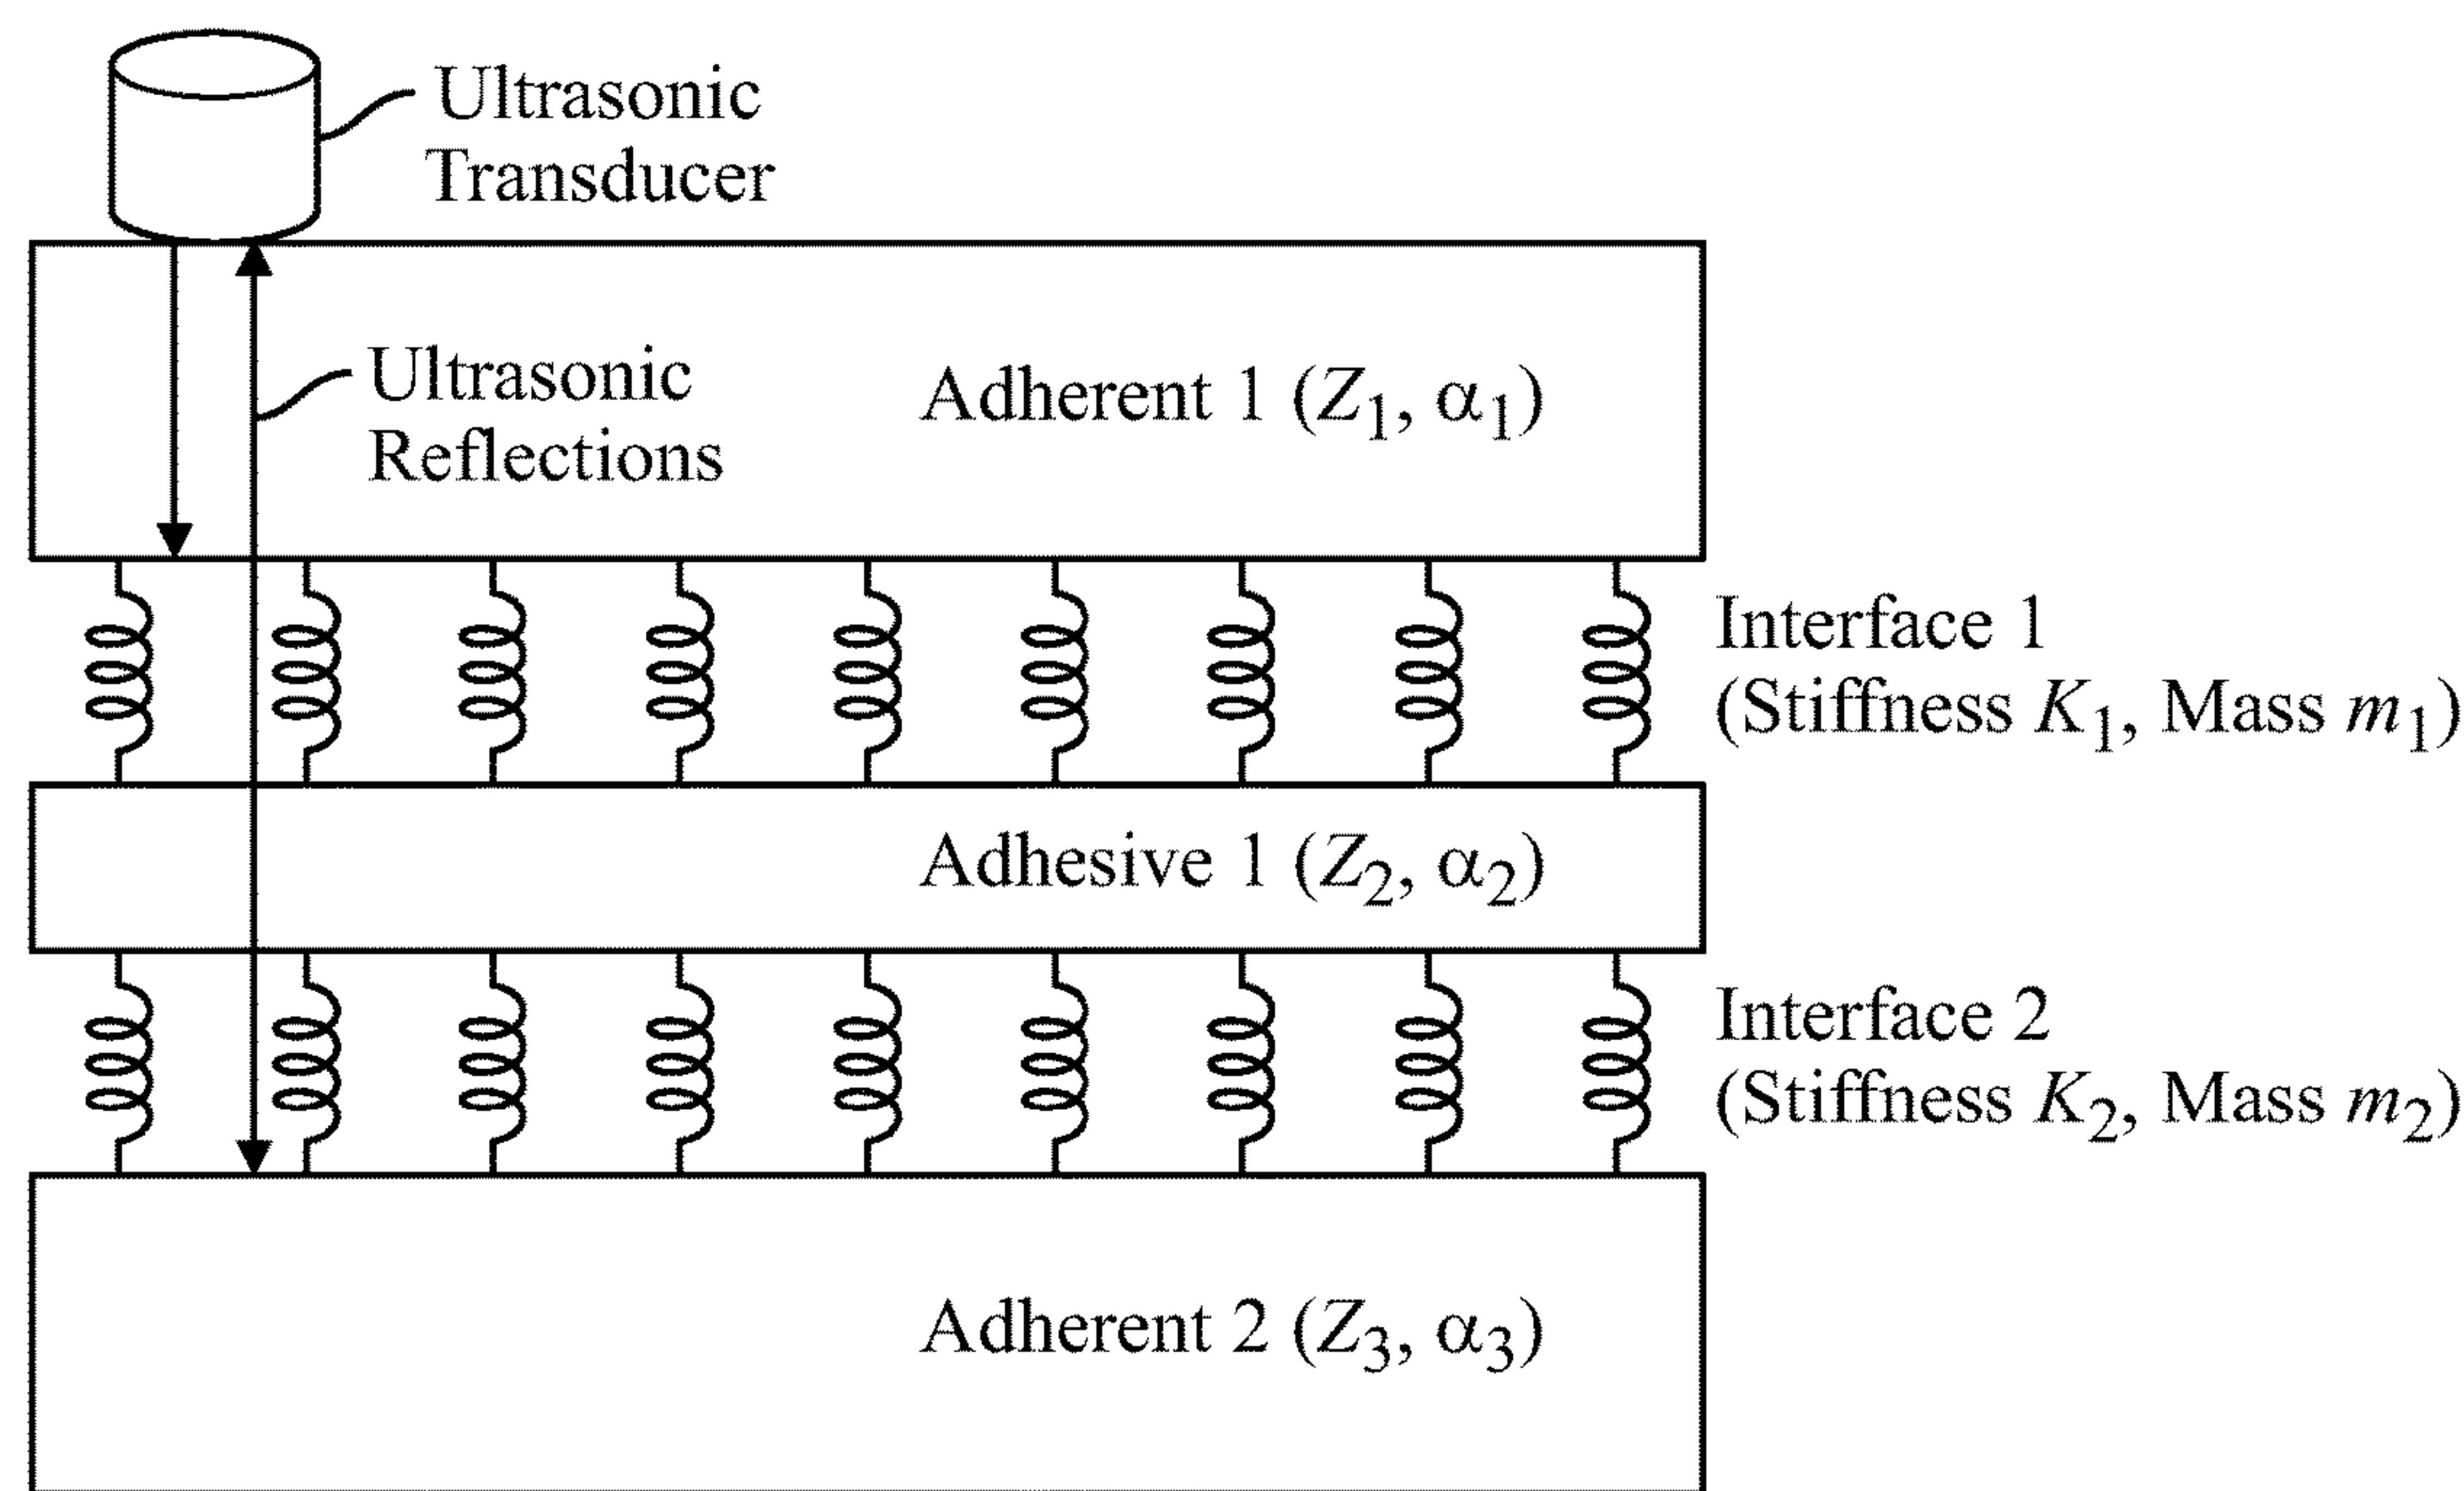 Ultrasonic
Transducer
Ultrasonic
Reflections
Adherent 1 (Z₁, α₁)
Interface 1
(Stiffness K₁, Mass m₁)
Adhesive 1 (Z₂, α₂)
Interface 2
(Stiffness K₂, Mass m₂)
Adherent 2 (Z₃, α₃)